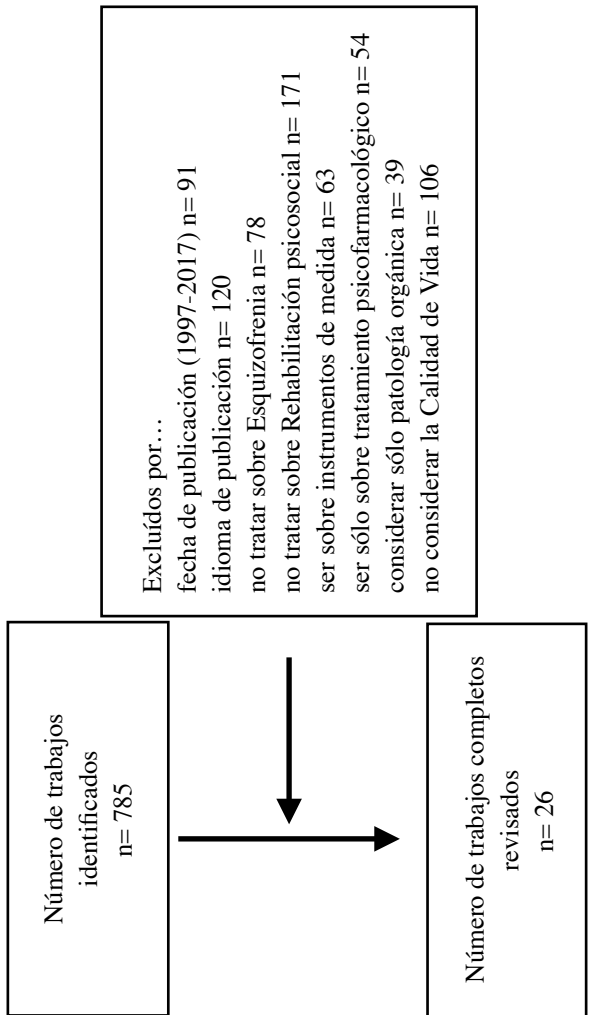 Número de trabajos
identificados
n= 785
Excluídos por…
fecha de publicación (1997-2017) n= 91
idioma de publicación n= 120
no tratar sobre Esquizofrenia n= 78
no tratar sobre Rehabilitación psicosocial n= 171
ser sobre instrumentos de medida n= 63
ser sólo sobre tratamiento psicofarmacológico n= 54
considerar sólo patología orgánica n= 39
no considerar la Calidad de Vida n= 106
Número de trabajos completos
revisados
n= 26